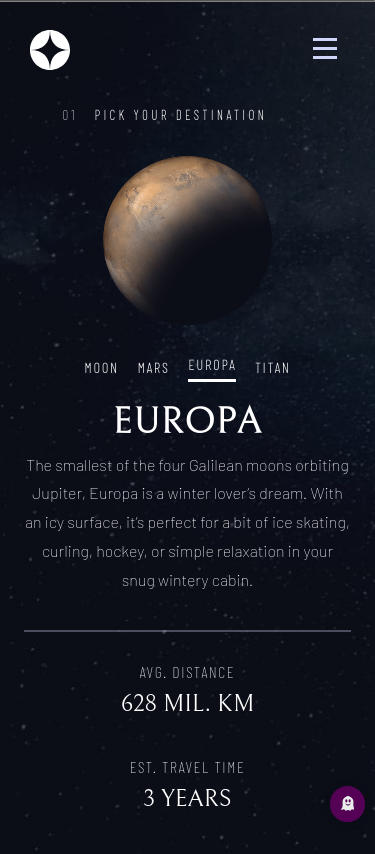 01 PICK YOUR DESTINATION
MOON MARS EUROPA TITAN
EUROPA
The smallest of the four Galilean moons orbiting
Jupiter, Europa is a winter lover’s dream. With
an icy surface, it’s perfect for a bit of ice skating,
curling, hockey, or simple relaxation in your
snug wintery cabin.
AVG. DISTANCE
628 MIL. KM
EST. TRAVEL TIME
3 YEARS